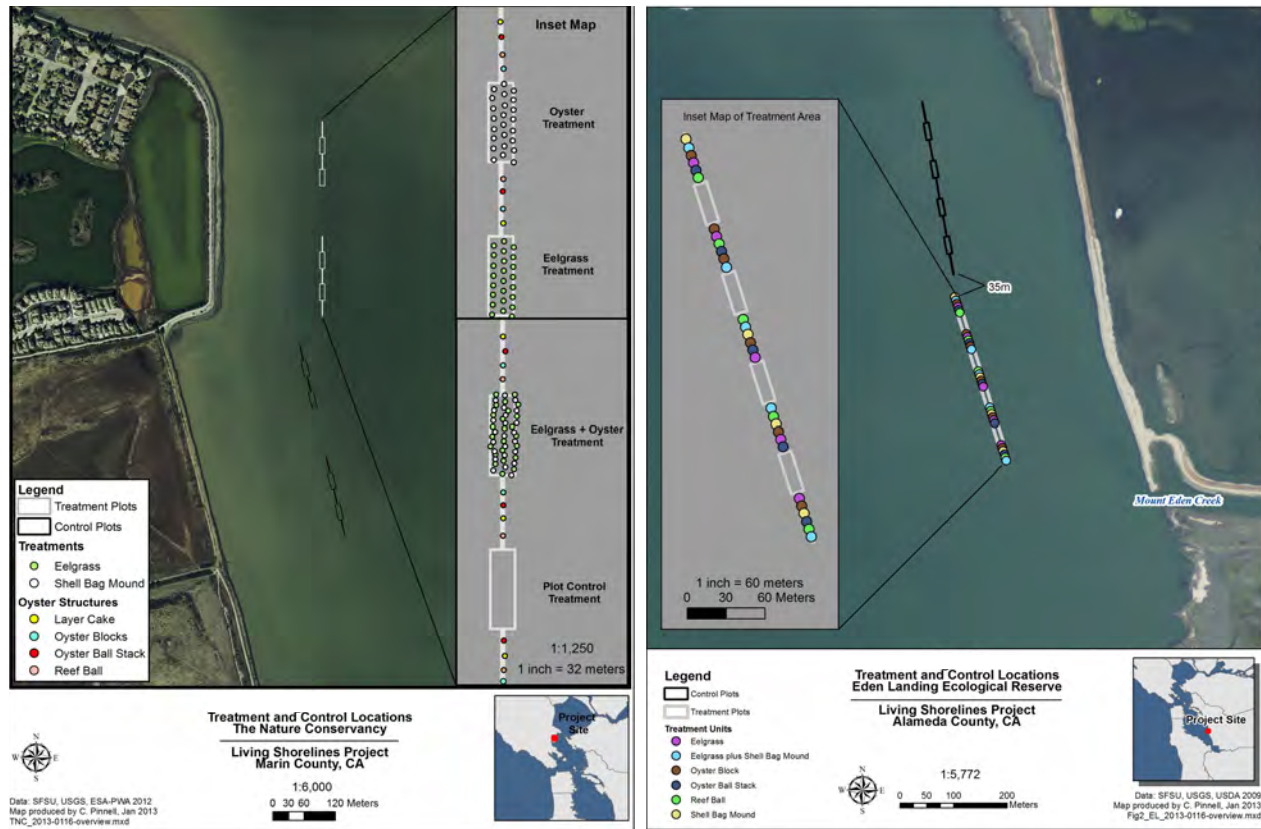 Inset Map
Oyster
Treatment
Eelgrass
Treatment
Eelgrass + Oyster
Treatment
Plot Control
Treatment
1:1,250
1 inch = 32 meters
Legend
Treatment Plots
Control Plots
Treatments
Eelgrass
Shell Bag Mound
Oyster Structures
Layer Cake
Oyster Blocks
Oyster Ball Stack
Reef Ball
N
W E
S
Data: SFSU, USGS, ESA-PWA 2012
Map produced by C. Pinnell, Jan 2013
TNC_2013-0116-overview.mxd
Treatment and Control Locations
The Nature Conservancy
Living Shorelines Project
Marin County, CA
1:6,000
0 30 60 120 Meters
Project
Site
Inset Map of Treatment Area
1 inch = 60 meters
0 30 60 Meters
35m
Mount Eden Creek
Legend
Control Plots
Treatment Plots
Treatment Units
Eelgrass
Eelgrass plus Shell Bag Mound
Oyster Block
Oyster Ball Stack
Reef Ball
Shell Bag Mound
Treatment and Control Locations
Eden Landing Ecological Reserve
Living Shorelines Project
Alameda County, CA
N
W E
S
1:5,772
0 50 100 200
Meters
Project Site
Data: SFSU, USGS, USDA 2009
Map produced by C. Pinnell, Jan 2013
Fig2_EL_2013-0116-overview.mxd